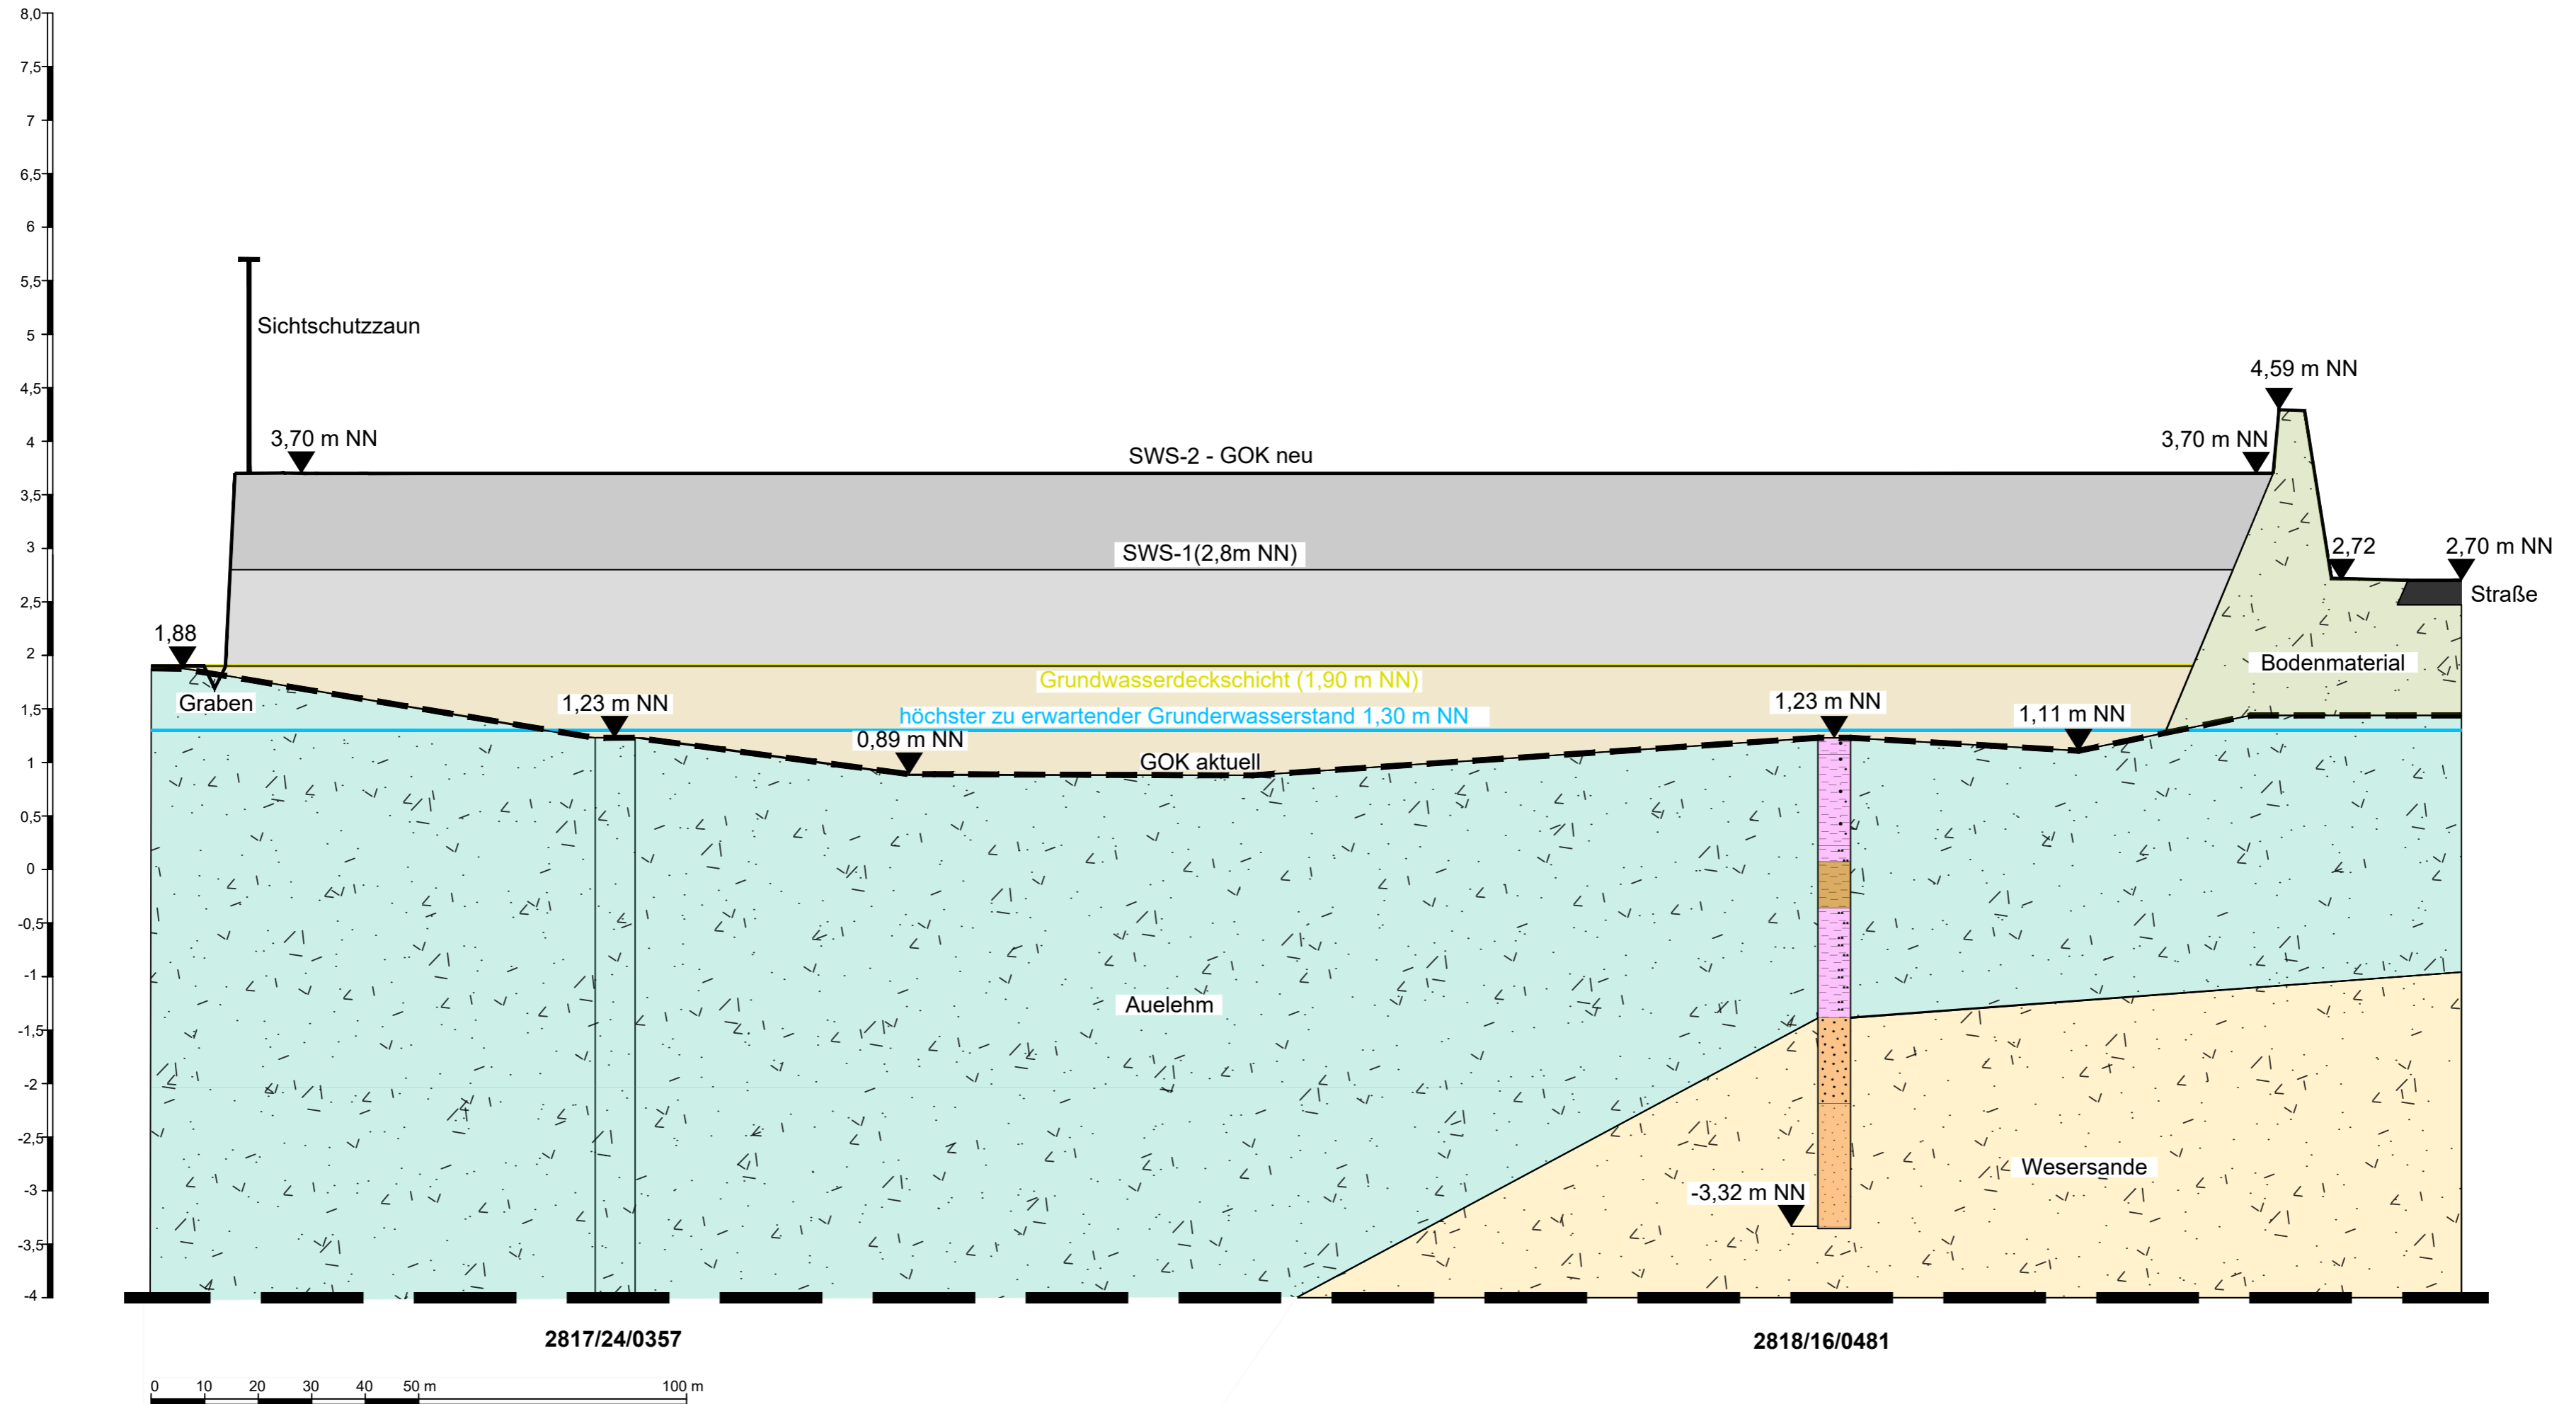 8,0
7,5
7
6,5
6
5,5
5
4,5
4
3,5
3
2,5
2
1,5
1
0,5
0
-0,5
-1
-1,5
-2
-2,5
-3
-3,5
-4
Sichtschutzzaun
4,59 m NN
3,70 m NN
3,70 m NN
SWS-2 - GOK neu
SWS-1(2,8m NN)
2,72
2,70 m NN
Straße
1,88
Bodenmaterial
Grundwasserdeckschicht (1,90 m NN)
Graben
1,23 m NN
1,23 m NN
höchster zu erwartender Grunderwasserstand 1,30 m NN
1,11 m NN
0,89 m NN
GOK aktuell
Auelehm
Wesersande
-3,32 m NN
2817/24/0357
2818/16/0481
0 10 20 30 40 50 m 100 m